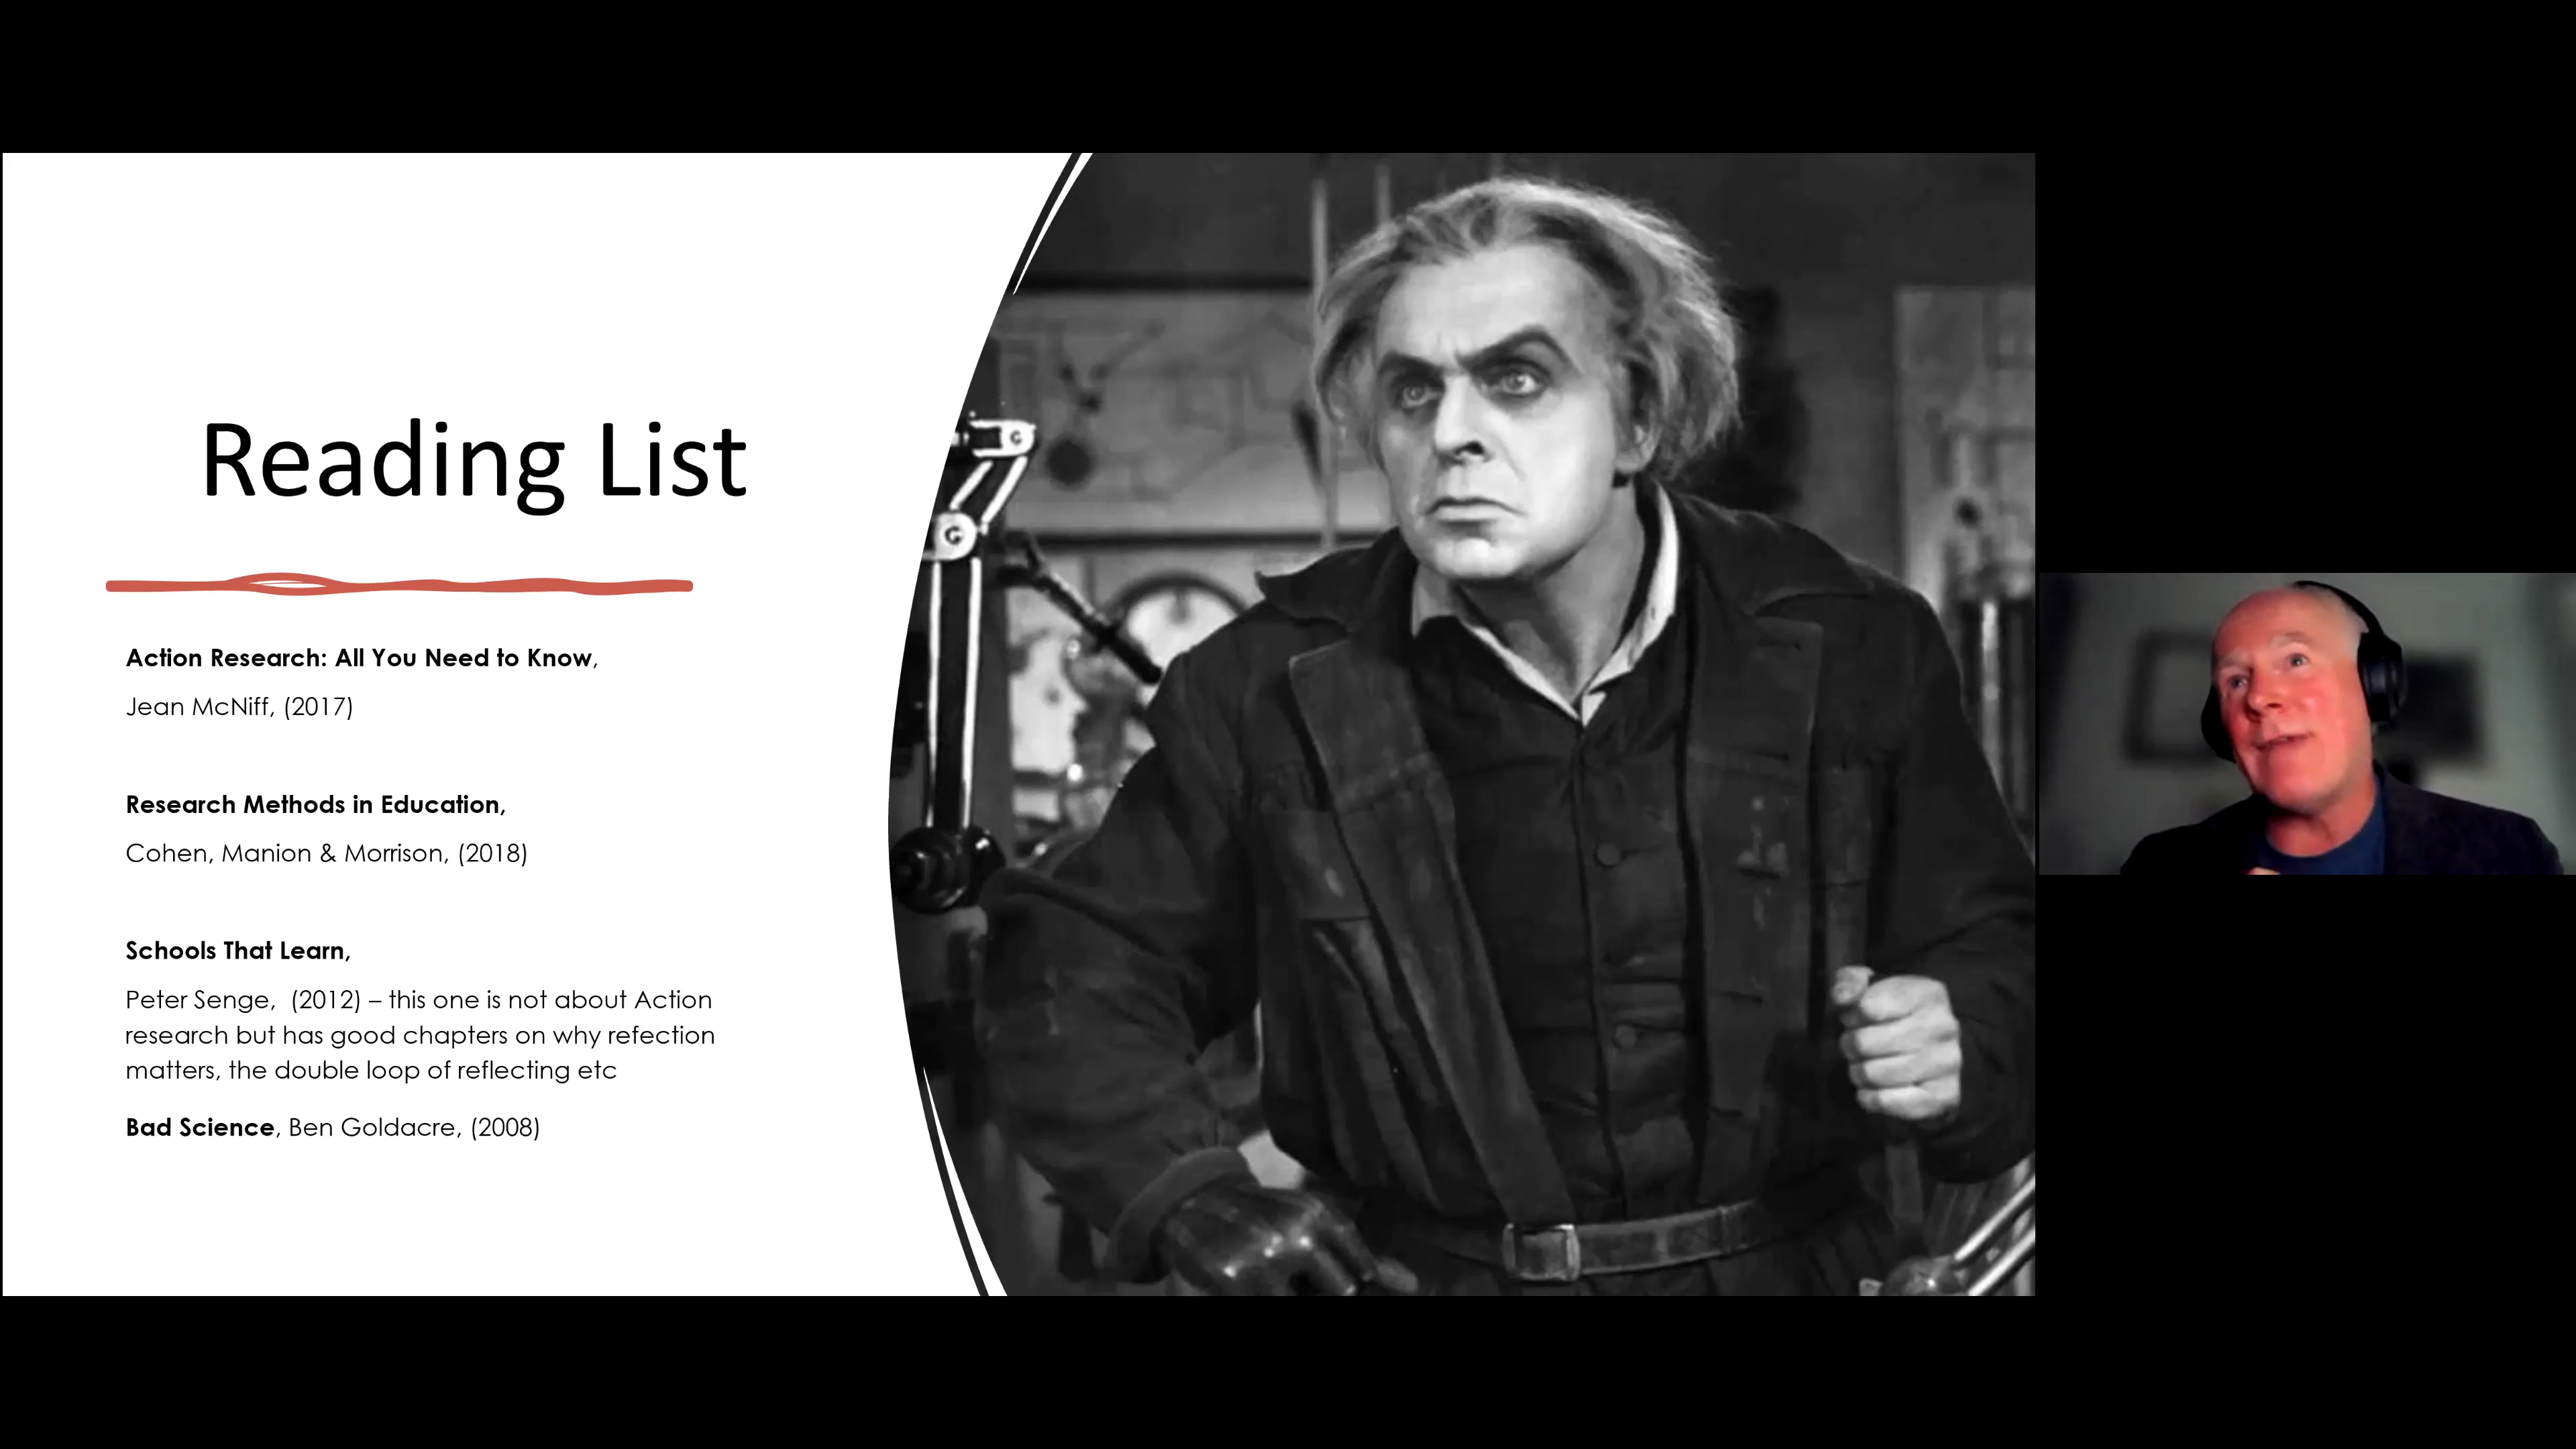 Reading List
Action Research: All You Need to Know,
Jean McNiff, (2017)
Research Methods in Education,
Cohen, Manion & Morrison, (2018)
Schools That Learn,
Peter Senge,  (2012) – this one is not about Action
research but has good chapters on why refection
matters, the double loop of reflecting etc
Bad Science, Ben Goldacre, (2008)